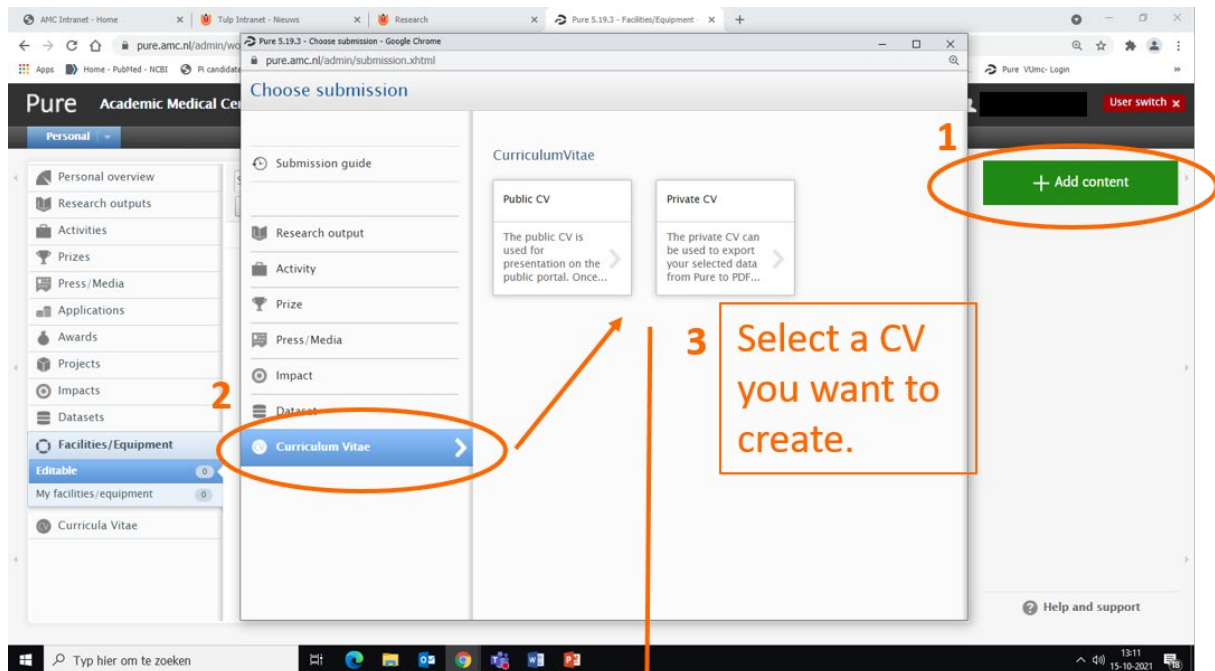 AMC Intranet - Home
Tulp Intranet - Nieuws
Research
Pure 5.19.3 - Facilities/Equipment -
pure.amc.nl/admin/wo
Pure 5.19.3 - Choose submission - Google Chrome
pure.amc.nl/admin/submission.xhtml
Apps
Home - PubMed - NCBI
PI candidate
Pure VUmc- Login
Pure Academic Medical Cen
User switch x
Choose submission
Personal
Personal overview
Research outputs
Activities
Prizes
Press/Media
Applications
Awards
Projects
Impacts
Datasets
Facilities/Equipment
Editable 0
My facilities/equipment 0
Curricula Vitae
Submission guide
Research output
Activity
Prize
Press/Media
Impact
Dataset
2
Curriculum Vitae
CurriculumVitae
Public CV
The public CV is
used for
presentation on the
public portal. Once...
Private CV
The private CV can
be used to export
your selected data
from Pure to PDF...
1
+ Add content
3
Select a CV
you want to
create.
Help and support
Typ hier om te zoeken
13:11
15-10-2021
18